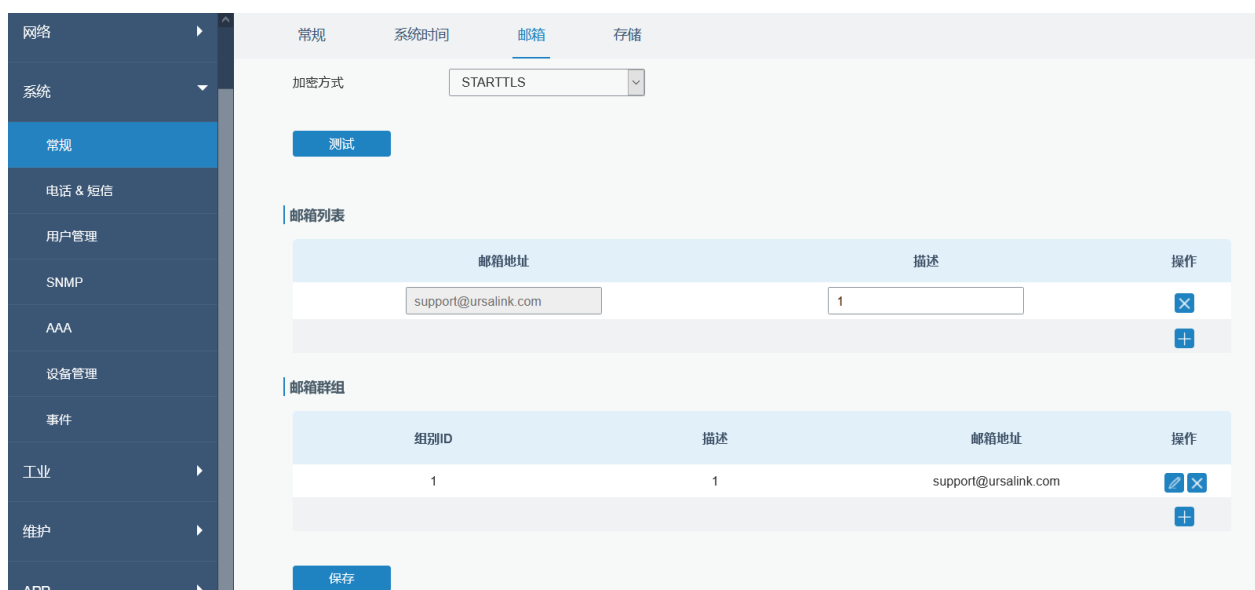 网络
系统
常规
电话 & 短信
用户管理
SNMP
AAA
设备管理
事件
工业
维护
APP
常规 系统时间 邮箱 存储
加密方式 STARTTLS
测试
邮箱列表
邮箱地址 描述 操作
support@ursalink.com 1
邮箱群组
组别ID 描述 邮箱地址 操作
1 1 support@ursalink.com
保存